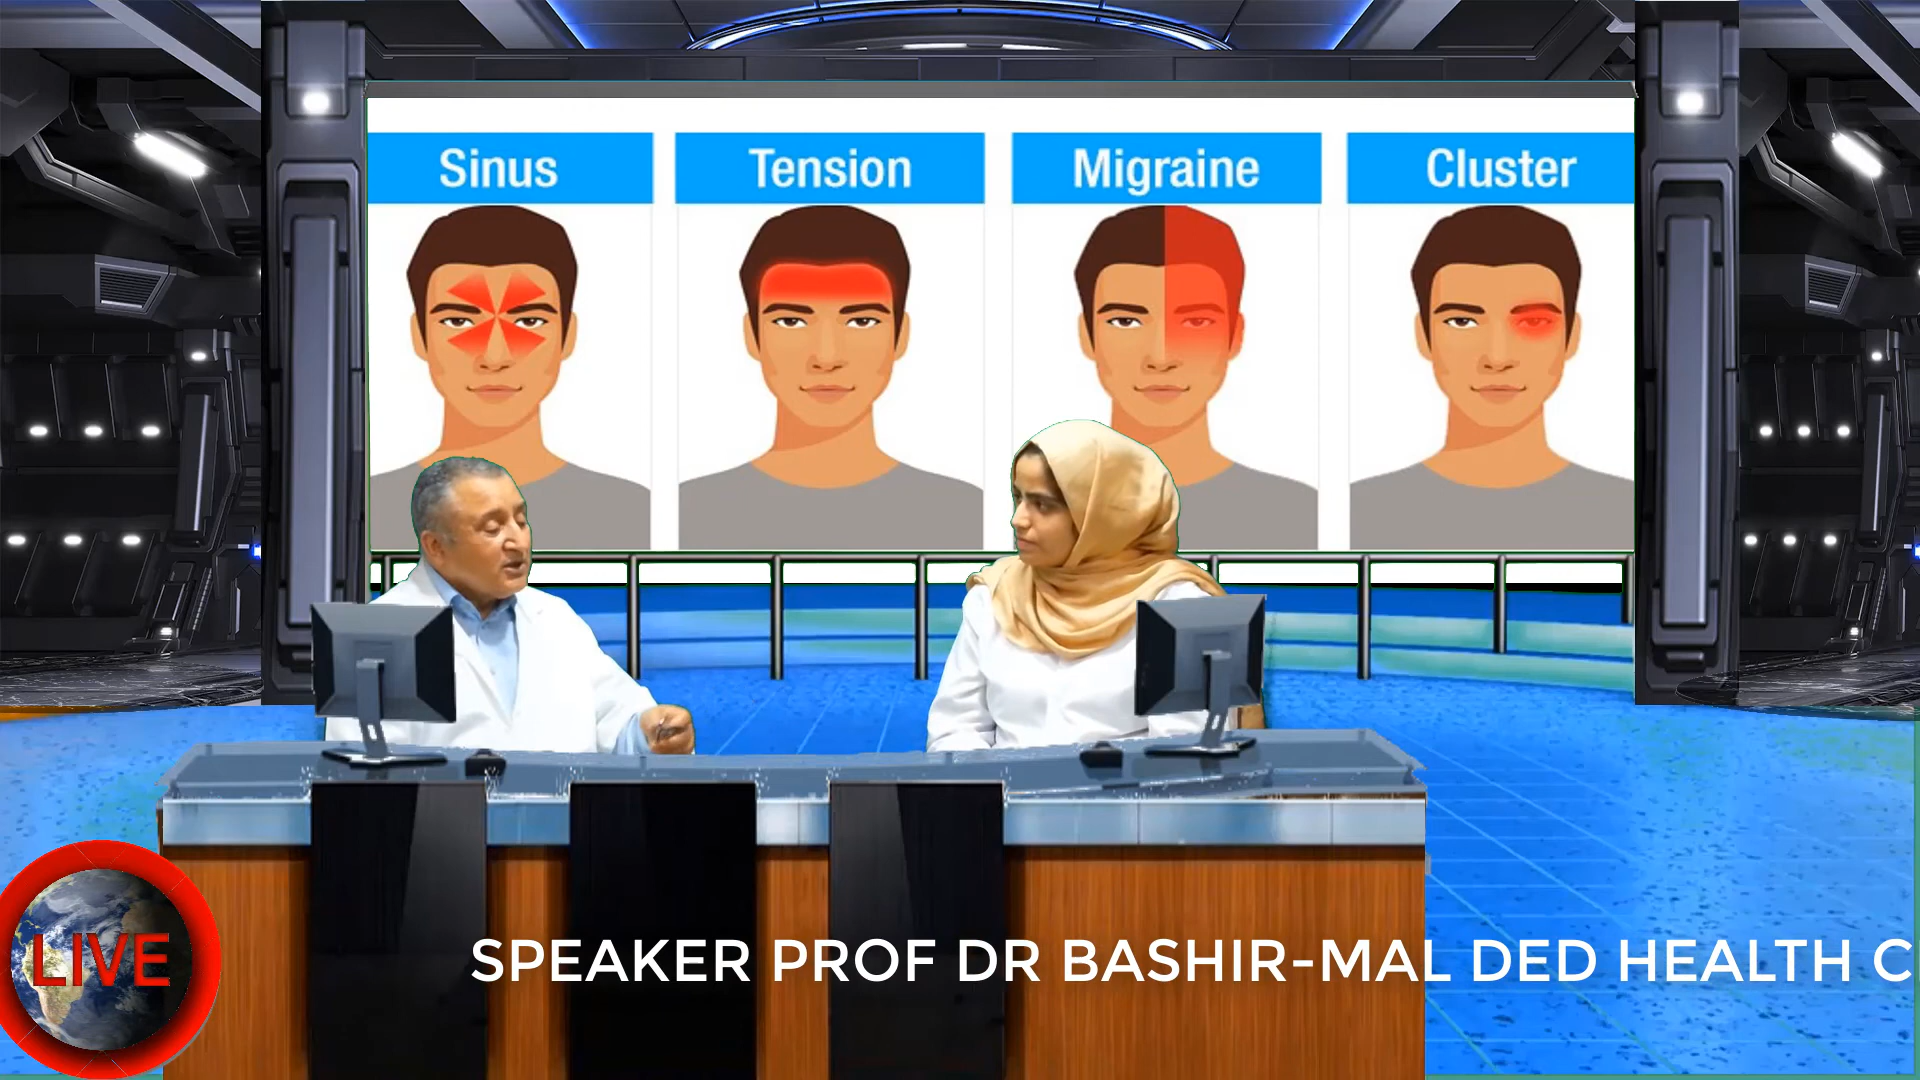 Sinus Tension Migraine Cluster
LIVE
SPEAKER PROF DR BASHIR-MAL DED HEALTH C